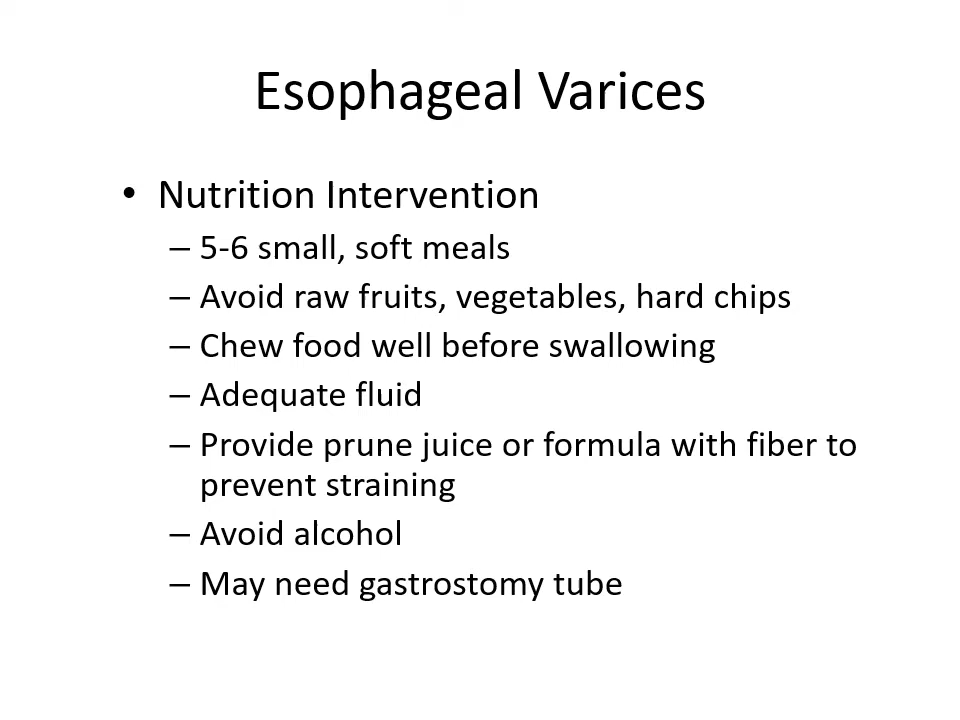 Esophageal Varices
• Nutrition Intervention
– 5-6 small, soft meals
– Avoid raw fruits, vegetables, hard chips
– Chew food well before swallowing
– Adequate fluid
– Provide prune juice or formula with fiber to
prevent straining
– Avoid alcohol
– May need gastrostomy tube